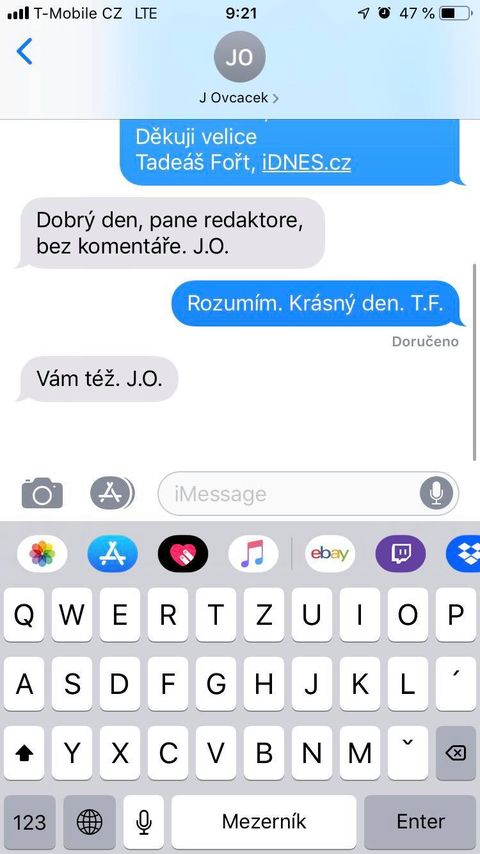 T-Mobile CZ LTE 9:21 47 %
JO
J Ovcacek
Děkuji velice
Tadeáš Fořt, iDNES.cz
Dobrý den, pane redaktore,
bez komentáře. J.O.
Rozumím. Krásný den. T.F.
Doručeno
Vám též. J.O.
iMessage
ebay
Q W E R T Z U I O P
A S D F G H J K L ´
Y X C V B N M ˇ
123 Mezerník Enter